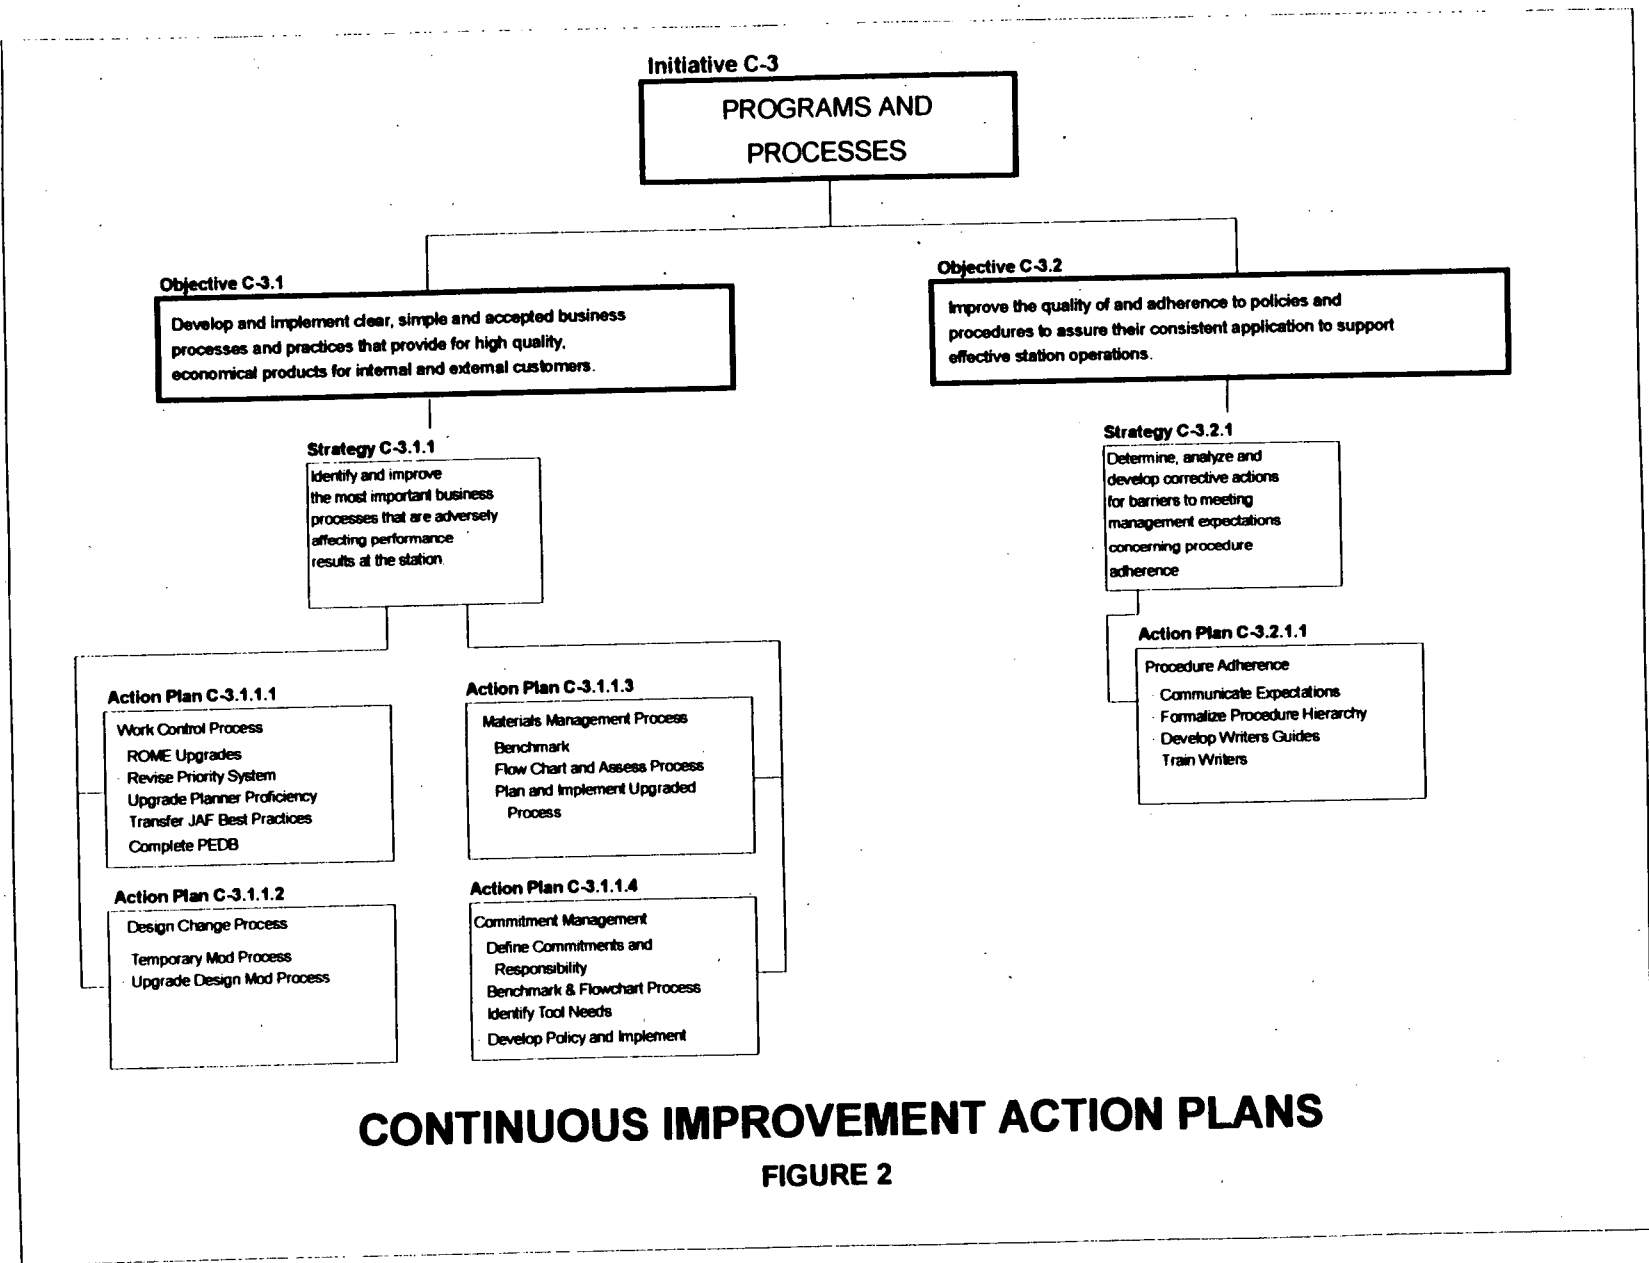 Initiative C-3
PROGRAMS AND
PROCESSES
Objective C-3.1
Develop and implement clear, simple and accepted business
processes and practices that provide for high quality,
economical products for internal and external customers.
Objective C-3.2
Improve the quality of and adherence to policies and
procedures to assure their consistent application to support
effective station operations.
Strategy C-3.1.1
Identify and improve
the most important business
processes that are adversely
affecting performance
results at the station.
Strategy C-3.2.1
Determine, analyze and
develop corrective actions
for barriers to meeting
management expectations
concerning procedure
adherence
Action Plan C-3.1.1.1
Work Control Process
ROME Upgrades
· Revise Priority System
Upgrade Planner Proficiency
Transfer JAF Best Practices
Complete PEDB
Action Plan C-3.1.1.3
Materials Management Process
Benchmark
Flow Chart and Assess Process
Plan and Implement Upgraded
Process
Action Plan C-3.2.1.1
Procedure Adherence
· Communicate Expectations
· Formalize Procedure Hierarchy
· Develop Writers Guides
Train Writers
Action Plan C-3.1.1.2
Design Change Process
Temporary Mod Process
· Upgrade Design Mod Process
Action Plan C-3.1.1.4
Commitment Management
Define Commitments and
Responsibility
Benchmark & Flowchart Process
Identify Tool Needs
· Develop Policy and Implement
CONTINUOUS IMPROVEMENT ACTION PLANS
FIGURE 2